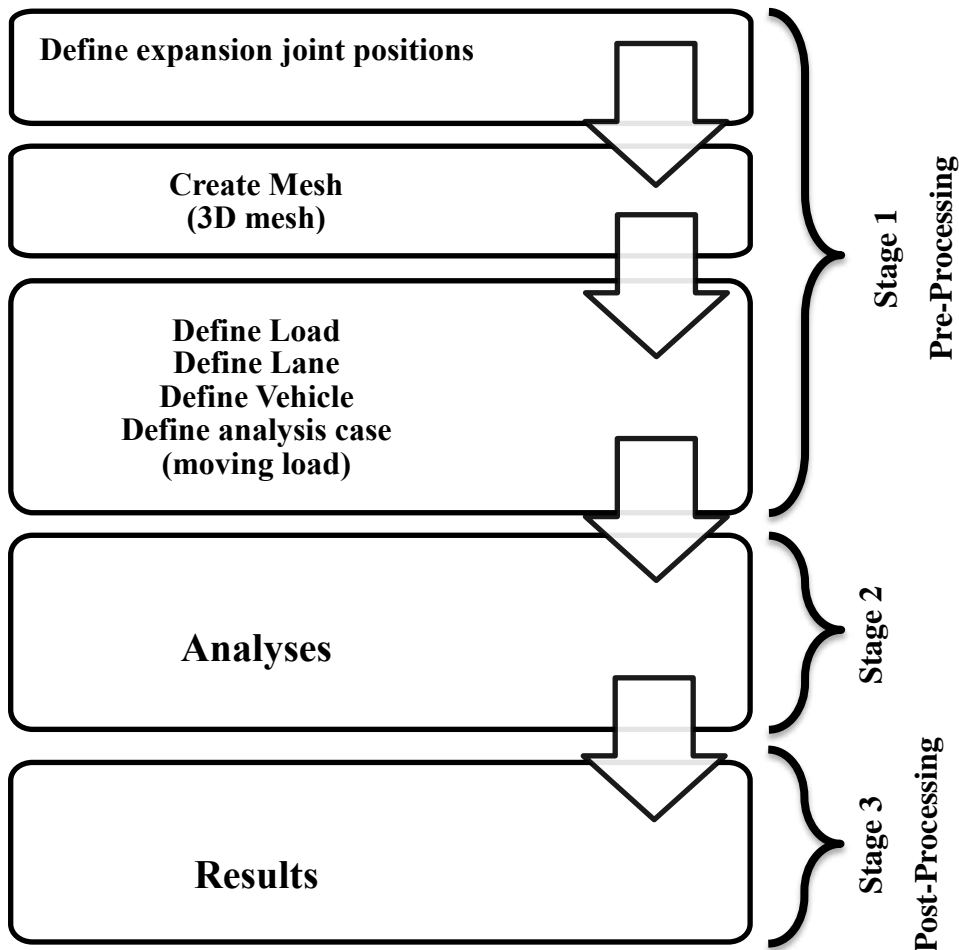 Define expansion joint positions
Create Mesh
(3D mesh)
Define Load
Define Lane
Define Vehicle
Define analysis case
(moving load)
Stage 1
Pre-Processing
Analyses
Stage 2
Results
Stage 3
Post-Processing